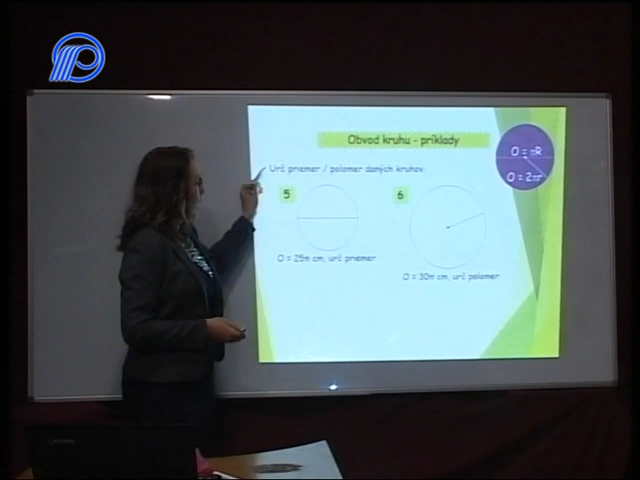 Obvod kruhu - príklady
O = πR
O = 2πr
Urč priemer / polomer daných kruhov.
5
6
O = 25π cm, urč priemer
O = 30π cm, urč polomer